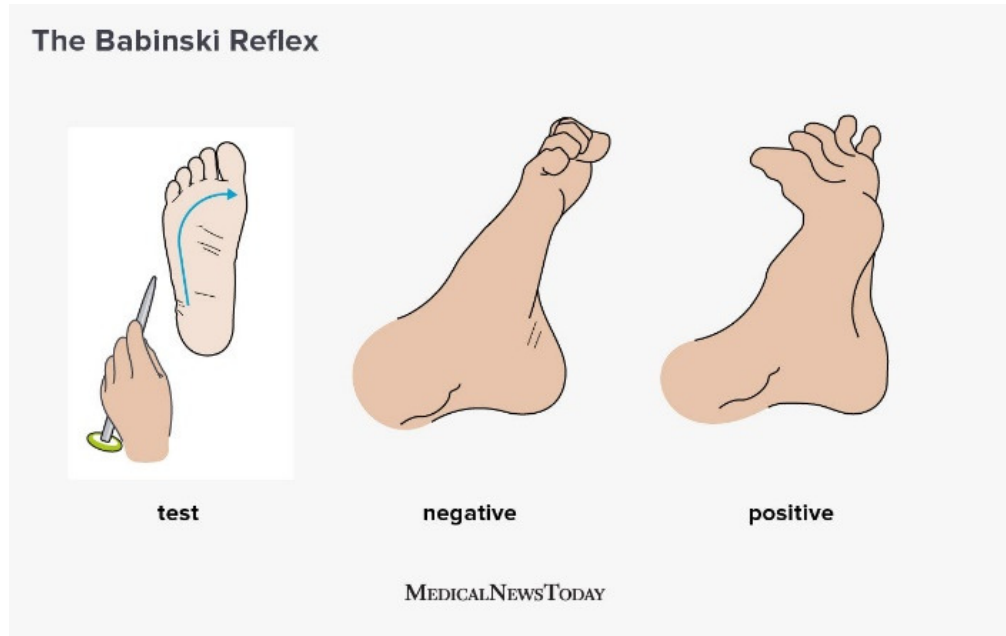 The Babinski Reflex
test
negative
positive
MEDICALNEWSTODAY